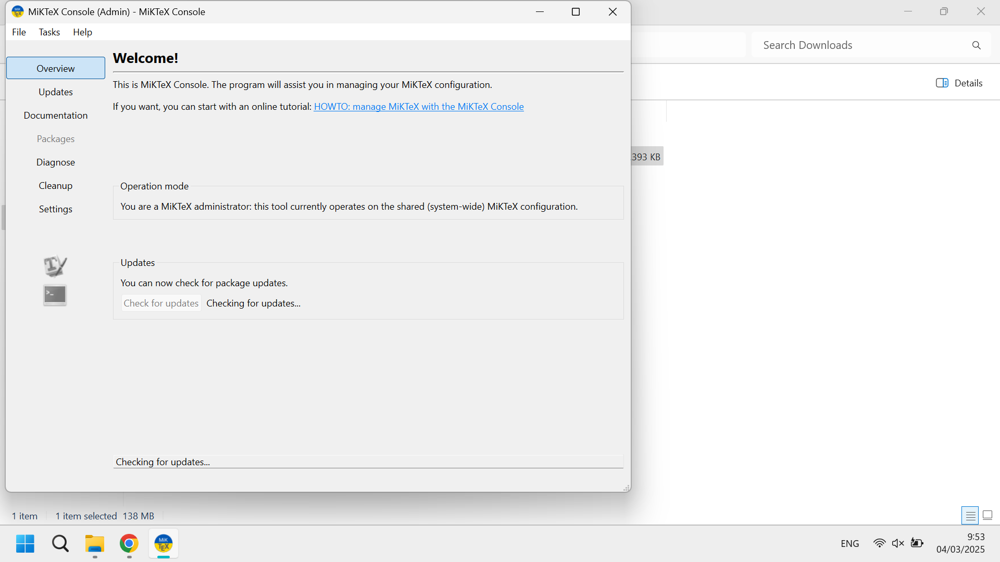 MiKTeX Console (Admin) - MiKTeX Console
File Tasks Help
Search Downloads
Details
Overview
Updates
Documentation
Packages
Diagnose
Cleanup
Settings
Welcome!
This is MiKTeX Console. The program will assist you in managing your MiKTeX configuration.
If you want, you can start with an online tutorial: HOWTO: manage MiKTeX with the MiKTeX Console
393 KB
Operation mode
You are a MiKTeX administrator: this tool currently operates on the shared (system-wide) MiKTeX configuration.
Updates
You can now check for package updates.
Check for updates Checking for updates...
Checking for updates...
1 item 1 item selected 138 MB
MiK
TEX
ENG
9:53
04/03/2025